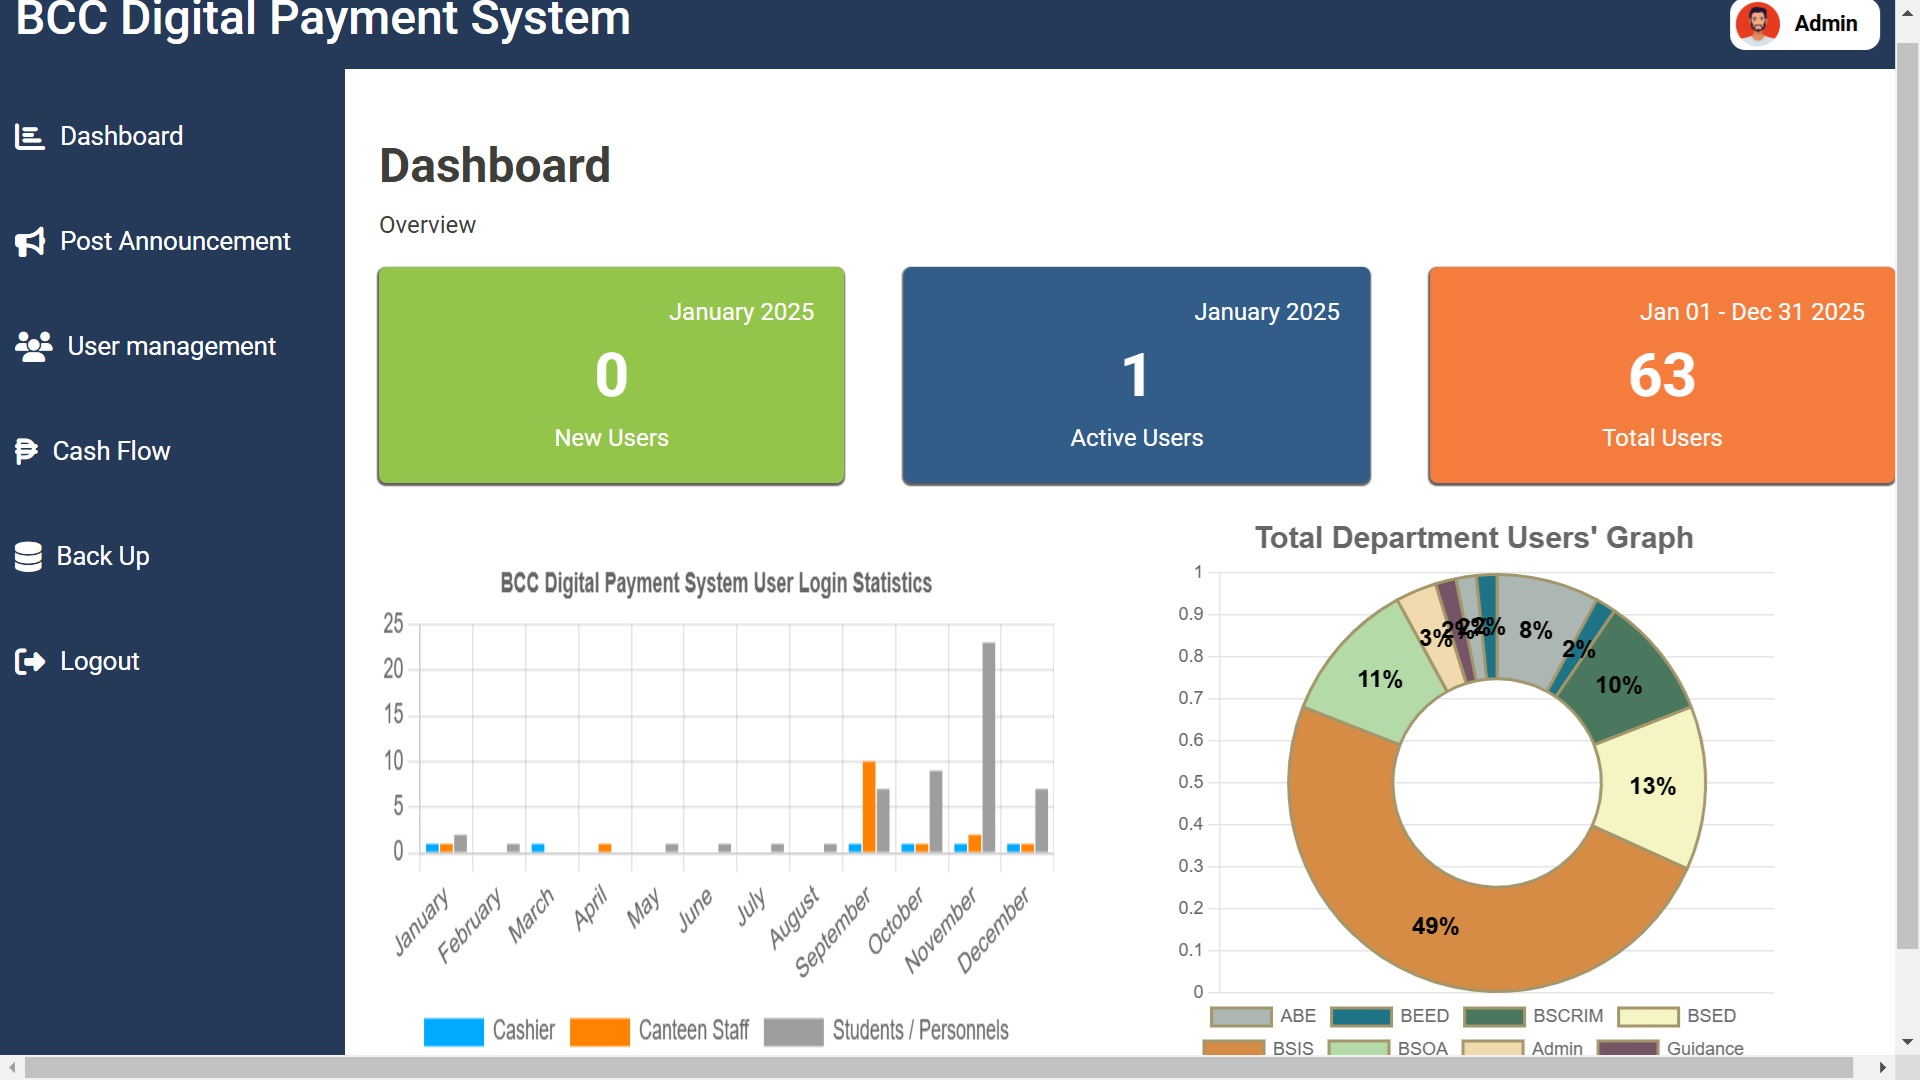 BCC Digital Payment System
Admin
Dashboard
Post Announcement
User management
Cash Flow
Back Up
Logout
Dashboard
Overview
January 2025
0
New Users
January 2025
1
Active Users
Jan 01 - Dec 31 2025
63
Total Users
BCC Digital Payment System User Login Statistics
25
20
15
10
5
0
January
February
March
April
May
June
July
August
September
October
November
December
Cashier
Canteen Staff
Students / Personnels
Total Department Users' Graph
1
0.9
0.8
0.7
0.6
0.5
0.4
0.3
0.2
0.1
0
8%
2%
10%
13%
49%
11%
3%
2%
2%
2%
ABE
BEED
BSCRIM
BSED
BSIS
BSOA
Admin
Guidance